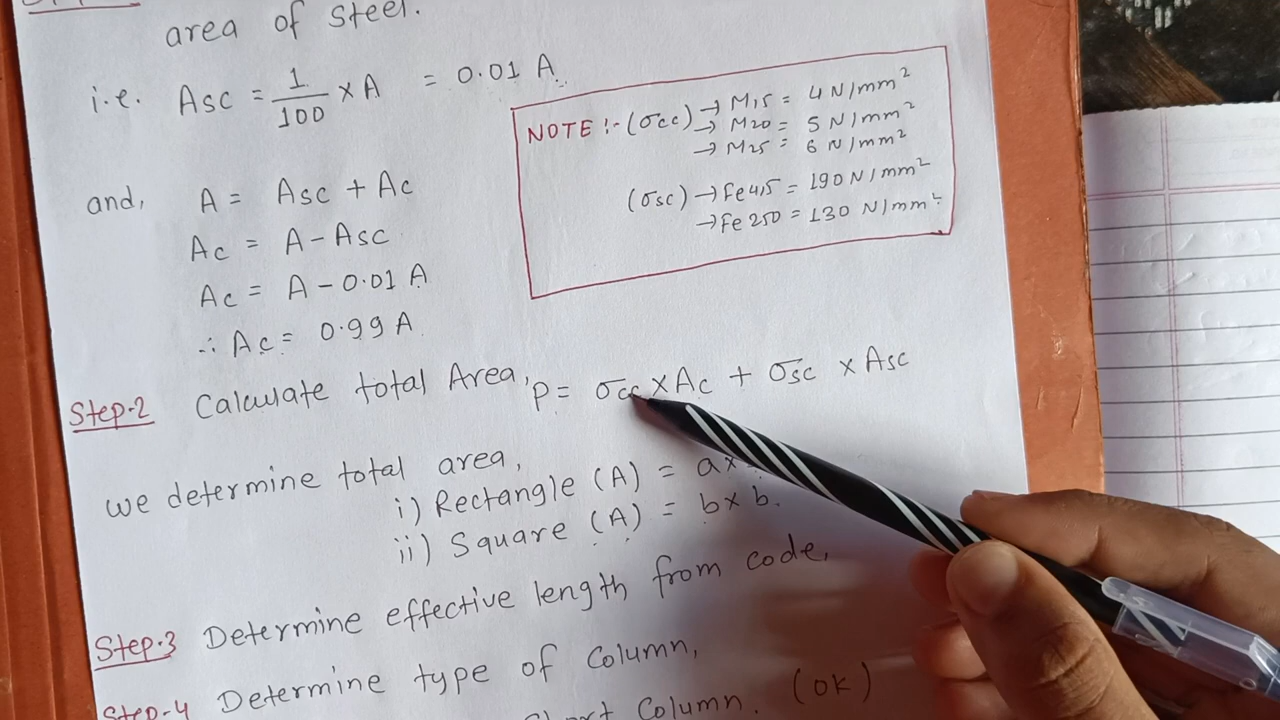 area of steel.
i.e. Asc = 1/100 × A = 0.01 A
NOTE :- (σcc) → M15 = 4 N/mm²
→ M20 = 5 N/mm²
→ M25 = 6 N/mm²
(σsc) → Fe415 = 190 N/mm²
→ Fe 250 = 130 N/mm²
and, A = Asc + Ac
Ac = A - Asc
Ac = A - 0.01 A
∴ Ac = 0.99 A
Step-2 Calculate total Area, P = σcc × Ac + σsc × Asc
we determine total area,
i) Rectangle (A) = a×
ii) Square (A) = b × b.
Step.3 Determine effective length from code,
Step-4 Determine type of column,
Column. (ok)